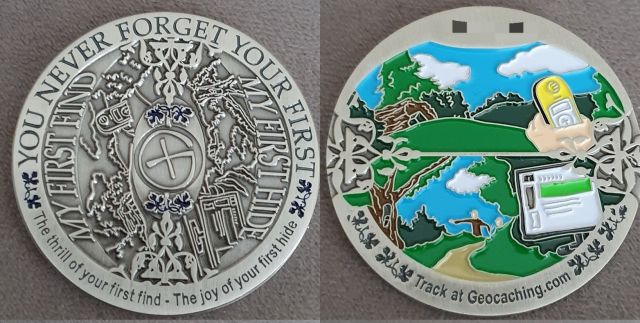 YOU NEVER FORGET YOUR FIRST
MY FIRST FIND
MY FIRST HIDE
The thrill of your first find - The joy of your first hide
Track at Geocaching.com